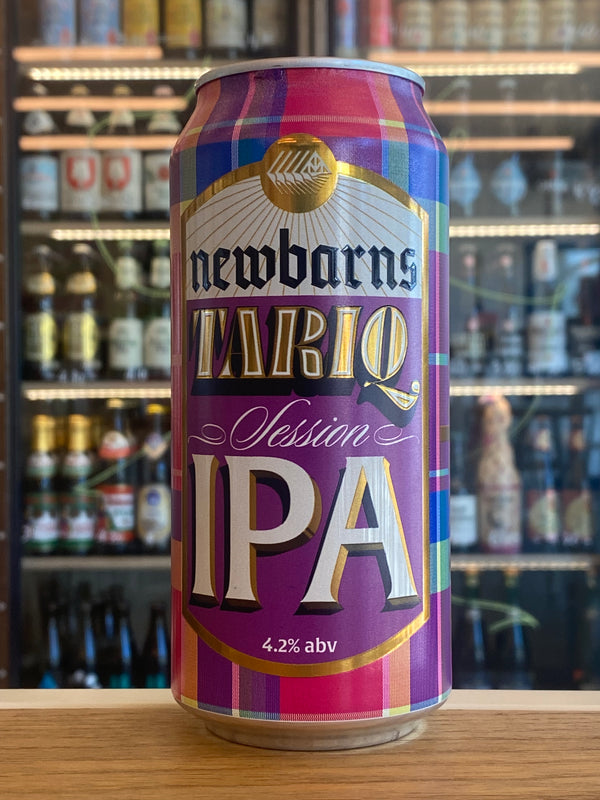 newbarns
TARIQ
Session
IPA
4.2% abv